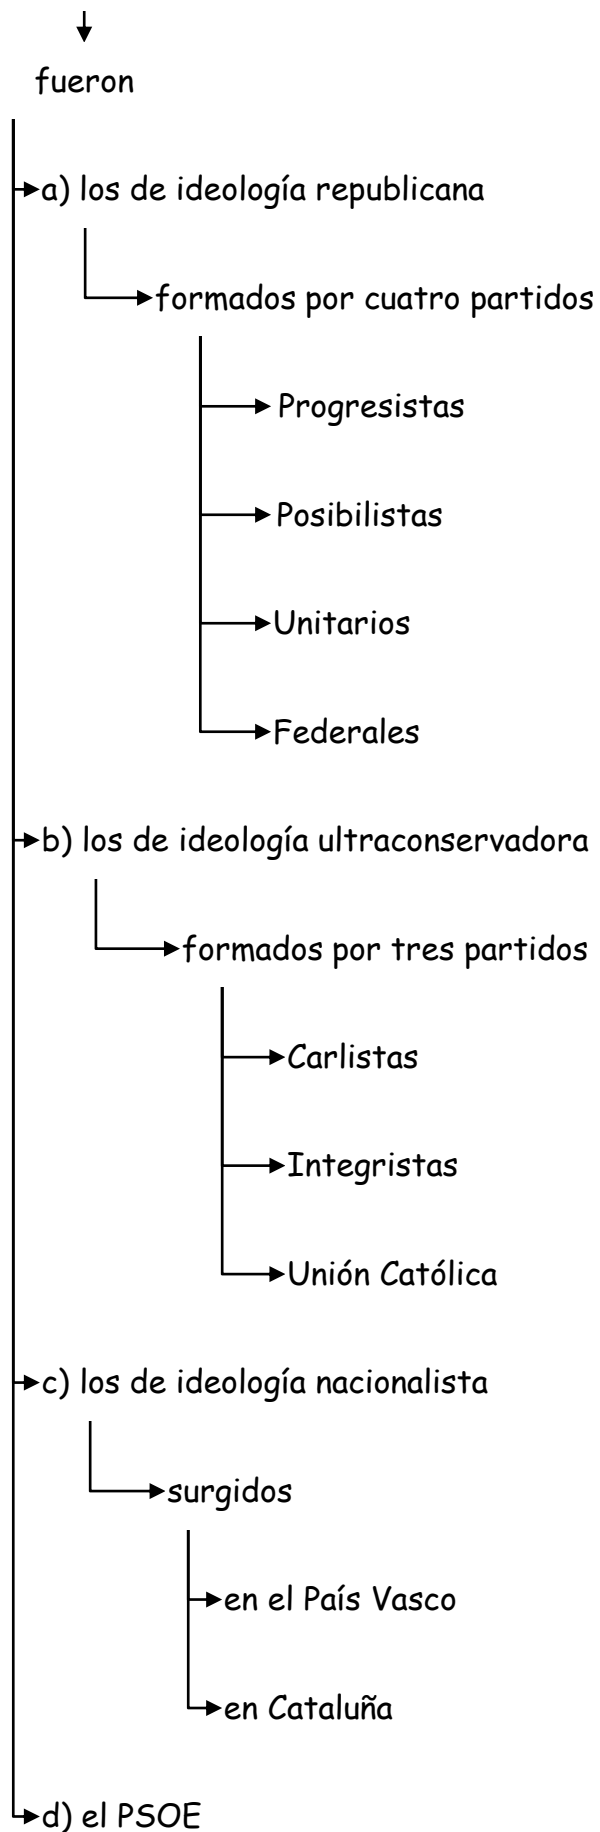 fueron
a) los de ideología republicana
formados por cuatro partidos
Progresistas
Posibilistas
Unitarios
Federales
b) los de ideología ultraconservadora
formados por tres partidos
Carlistas
Integristas
Unión Católica
c) los de ideología nacionalista
surgidos
en el País Vasco
en Cataluña
d) el PSOE